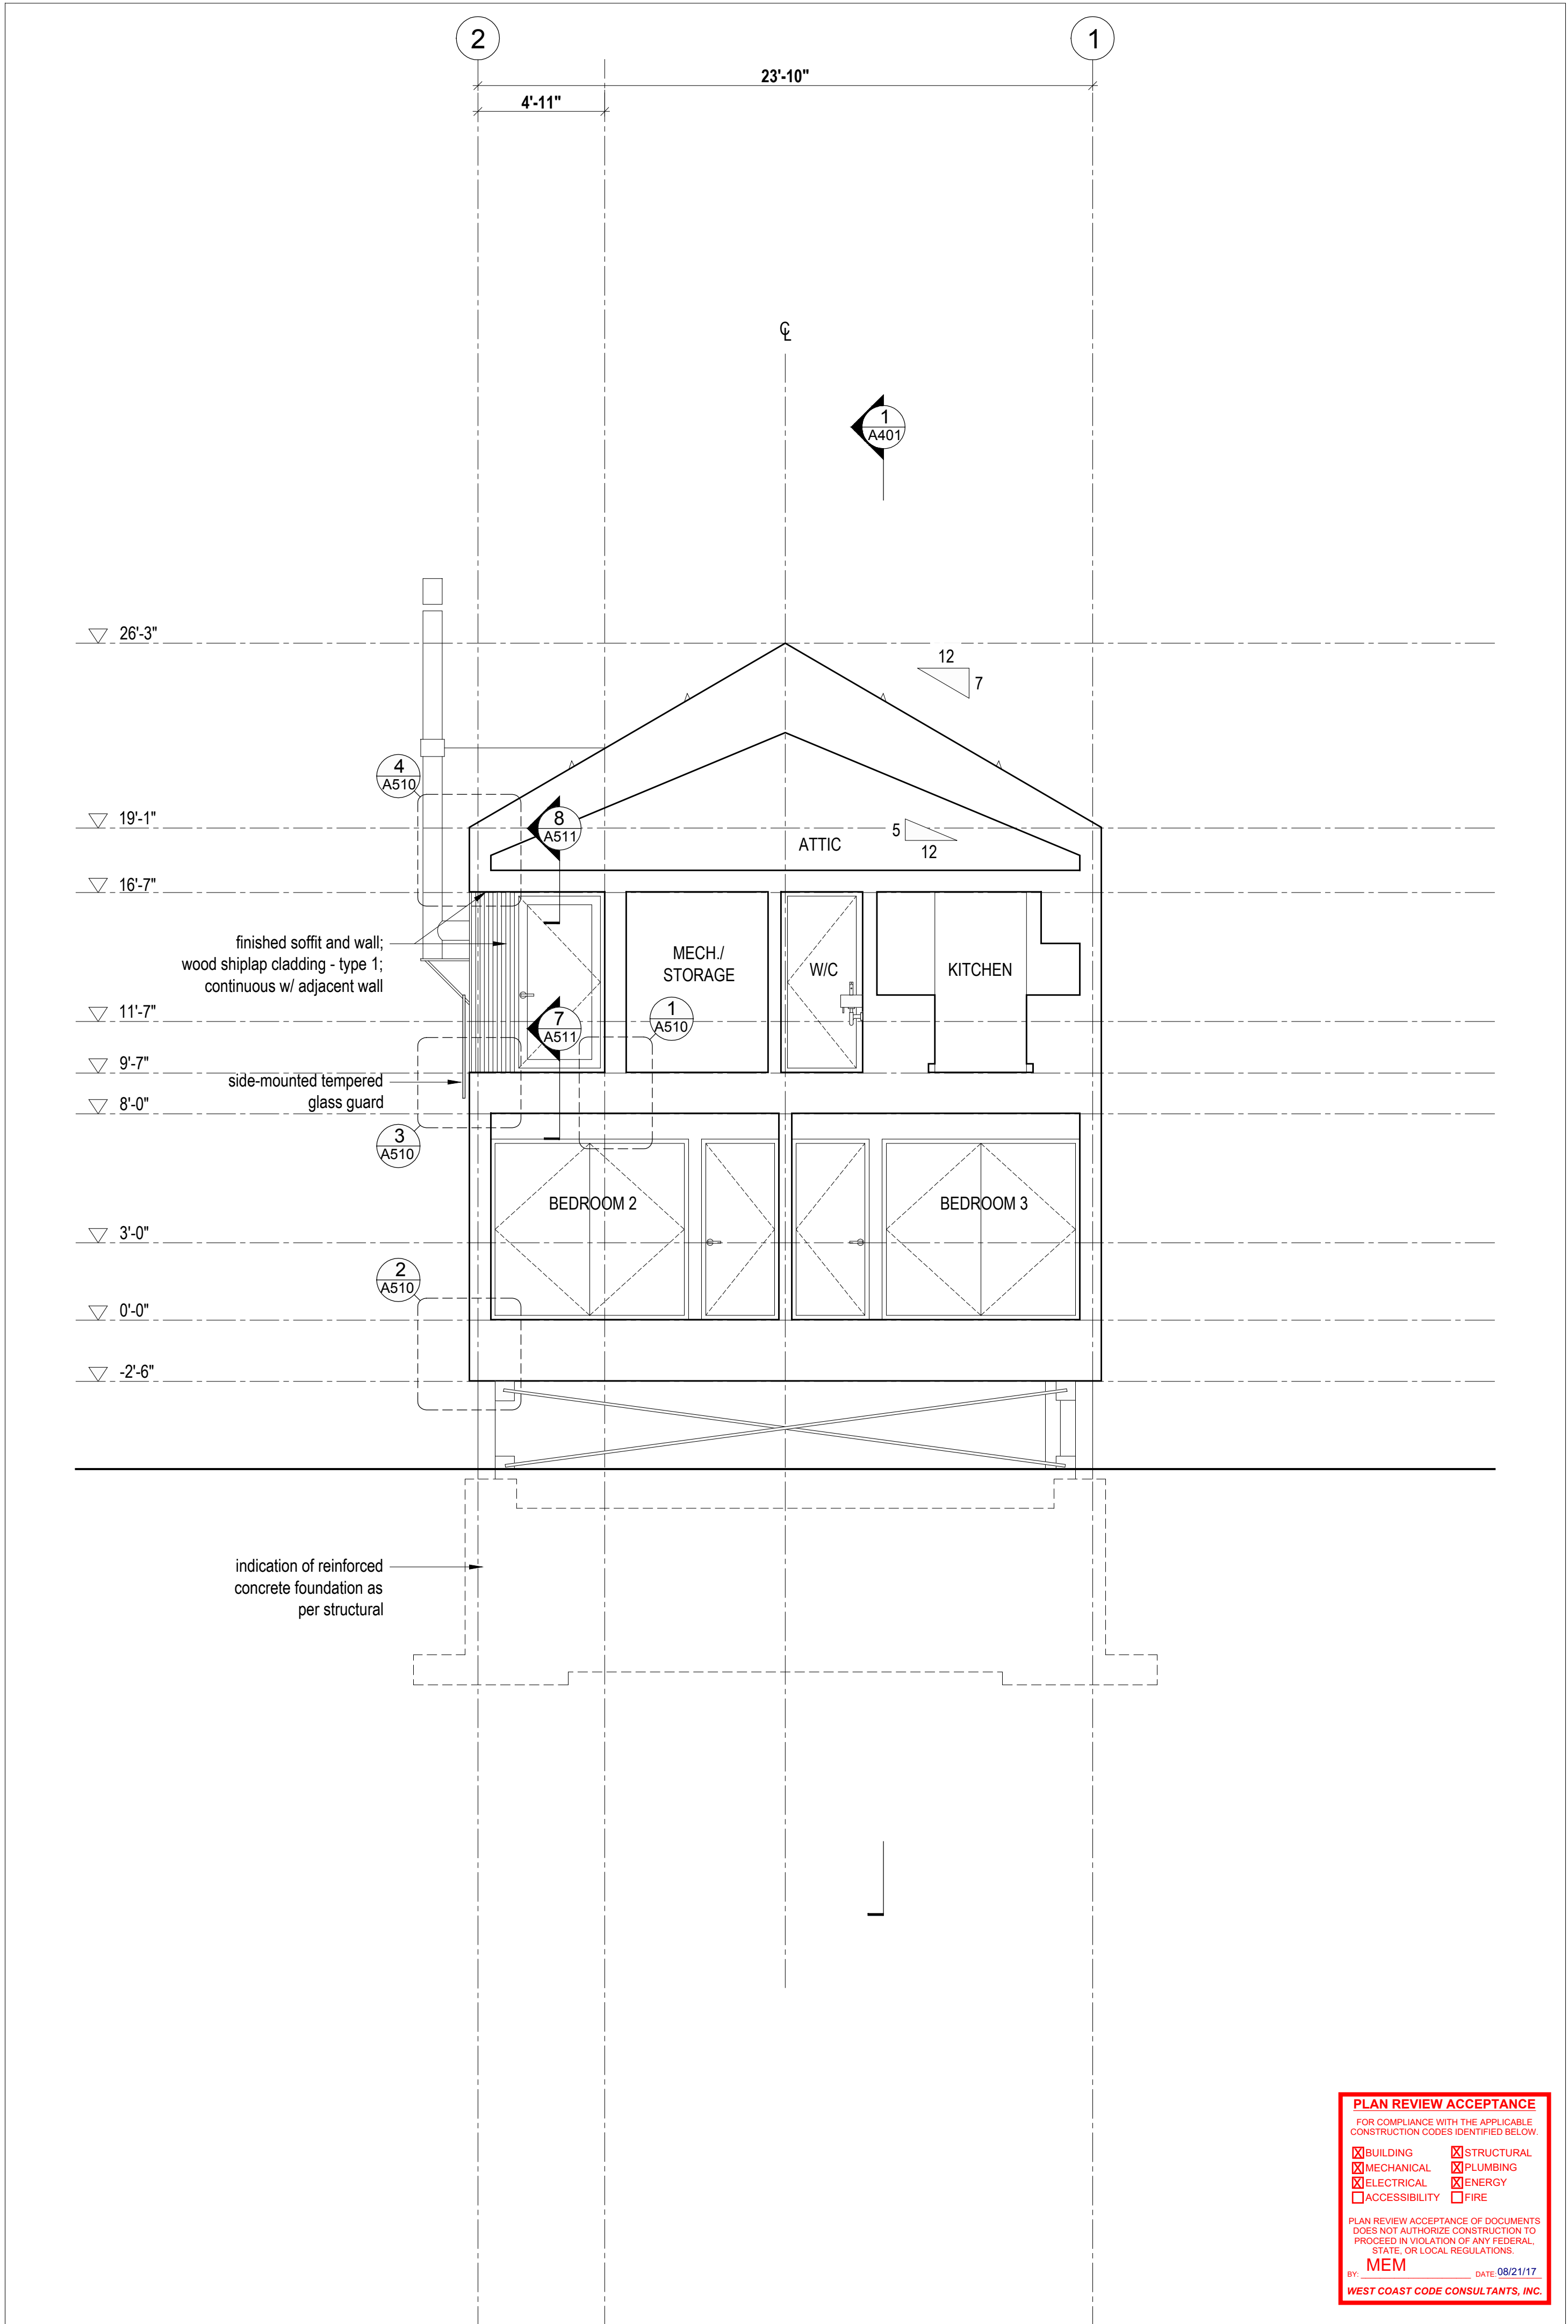 2
1
23'-10"
4'-11"
℄
1
A401
26'-3"
12
7
4
A510
19'-1"
8
A511
ATTIC
5
12
16'-7"
finished soffit and wall;
wood shiplap cladding - type 1;
continuous w/ adjacent wall
MECH./
STORAGE
W/C
KITCHEN
11'-7"
7
A511
1
A510
9'-7"
side-mounted tempered
glass guard
8'-0"
3
A510
BEDROOM 2
BEDROOM 3
3'-0"
2
A510
0'-0"
-2'-6"
indication of reinforced
concrete foundation as
per structural
PLAN REVIEW ACCEPTANCE
FOR COMPLIANCE WITH THE APPLICABLE
CONSTRUCTION CODES IDENTIFIED BELOW.
X BUILDING X STRUCTURAL
X MECHANICAL X PLUMBING
X ELECTRICAL X ENERGY
ACCESSIBILITY FIRE
PLAN REVIEW ACCEPTANCE OF DOCUMENTS
DOES NOT AUTHORIZE CONSTRUCTION TO
PROCEED IN VIOLATION OF ANY FEDERAL,
STATE, OR LOCAL REGULATIONS.
BY: MEM DATE: 08/21/17
WEST COAST CODE CONSULTANTS, INC.